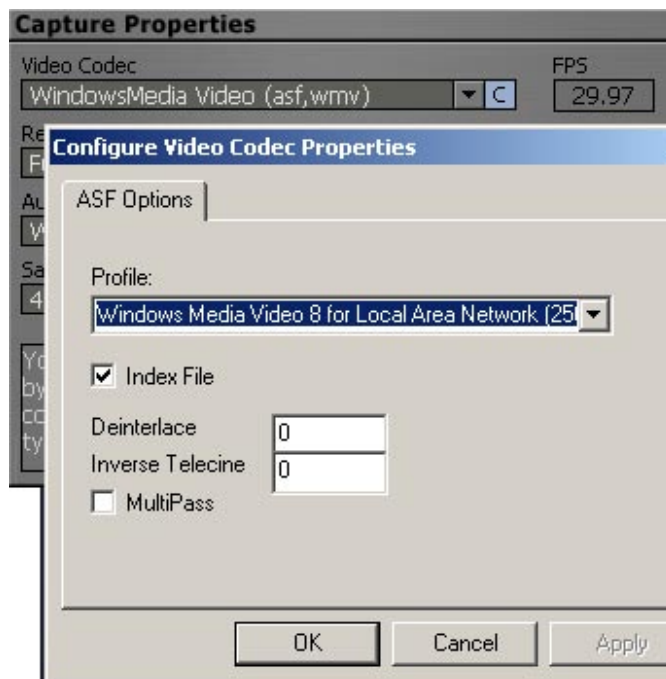 Capture Properties
Video Codec FPS
WindowsMedia Video (asf,wmv) C 29.97
Configure Video Codec Properties
ASF Options
Profile:
Windows Media Video 8 for Local Area Network (25
Index File
Deinterlace 0
Inverse Telecine 0
MultiPass
OK Cancel Apply